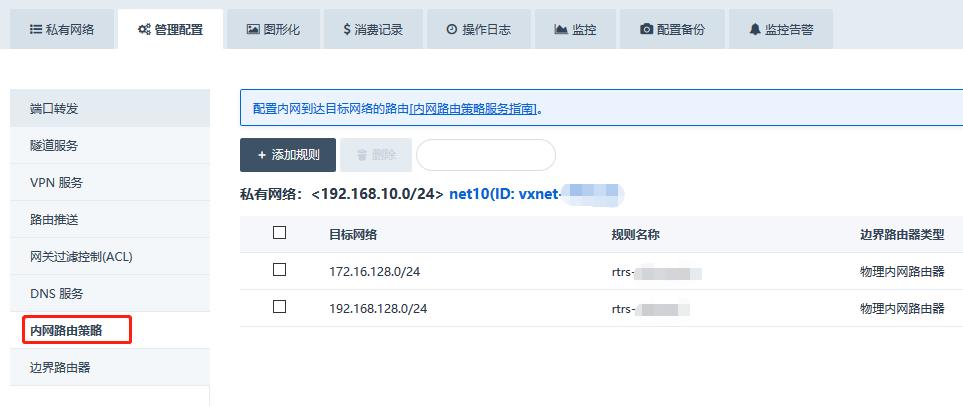 私有网络 管理配置 图形化 $ 消费记录 操作日志 监控 配置备份 监控告警
端口转发
隧道服务
VPN 服务
路由推送
网关过滤控制(ACL)
DNS 服务
内网路由策略
边界路由器
配置内网到达目标网络的路由[内网路由策略服务指南]。
+ 添加规则 删除
私有网络：<192.168.10.0/24> net10(ID: vxnet-
目标网络 规则名称 边界路由器类型
172.16.128.0/24 rtrs- 物理内网路由器
192.168.128.0/24 rtrs- 物理内网路由器